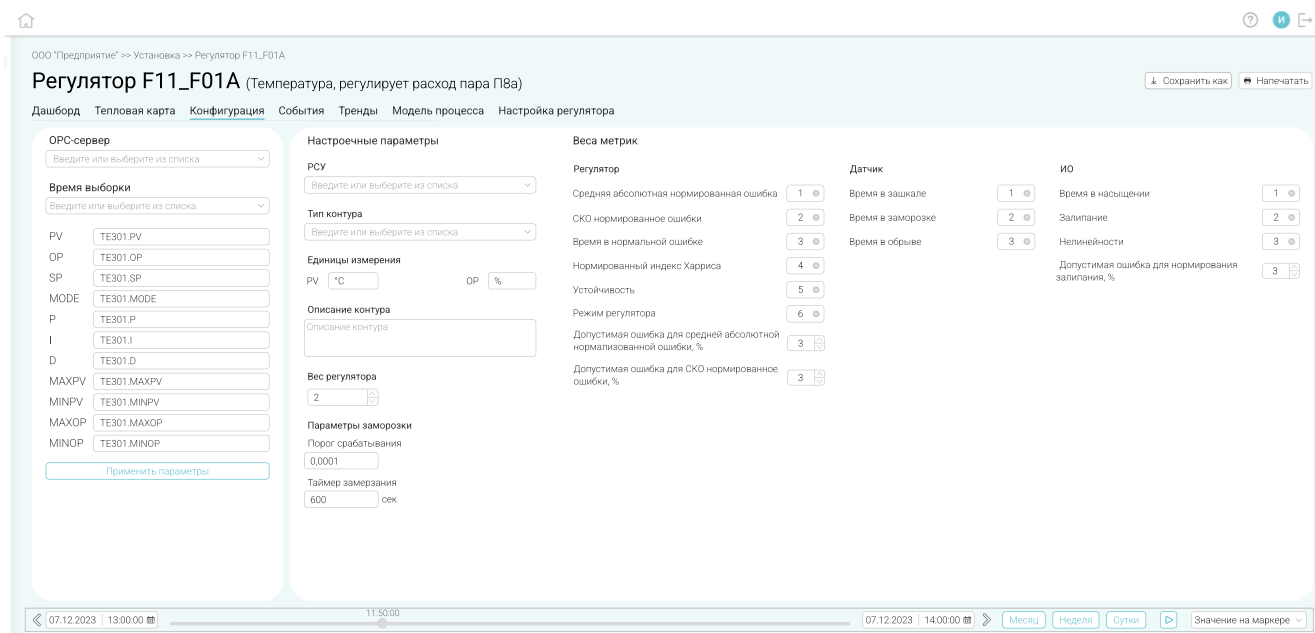 И
ООО "Предприятие" >> Установка >> Регулятор F11_F01A
Регулятор F11_F01A (Температура, регулирует расход пара П8а)
Сохранить как
Напечатать
Дашборд Тепловая карта Конфигурация События Тренды Модель процесса Настройка регулятора
OPC-сервер
Введите или выберите из списка
Время выборки
Введите или выберите из списка
PV TE301.PV
OP TE301.OP
SP TE301.SP
MODE TE301.MODE
P TE301.P
I TE301.I
D TE301.D
MAXPV TE301.MAXPV
MINPV TE301.MINPV
MAXOP TE301.MAXOP
MINOP TE301.MINOP
Применить параметры
Настроечные параметры
РСУ
Введите или выберите из списка
Тип контура
Введите или выберите из списка
Единицы измерения
PV °C OP %
Описание контура
Описание контура
Вес регулятора
2
Параметры заморозки
Порог срабатывания
0,0001
Таймер замерзания
600 сек
Веса метрик
Регулятор
Средняя абсолютная нормированная ошибка 1
СКО нормированное ошибки 2
Время в нормальной ошибке 3
Нормированный индекс Харриса 4
Устойчивость 5
Режим регулятора 6
Допустимая ошибка для средней абсолютной
нормализованной ошибки, % 3
Допустимая ошибка для СКО нормированное
ошибки, % 3
Датчик
Время в зашкале 1
Время в заморозке 2
Время в обрыве 3
ИО
Время в насыщении 1
Залипание 2
Нелинейности 3
Допустимая ошибка для нормирования
залипания, % 3
07.12.2023 13:00:00
11:50:00
07.12.2023 14:00:00
Месяц Неделя Сутки
Значение на маркере